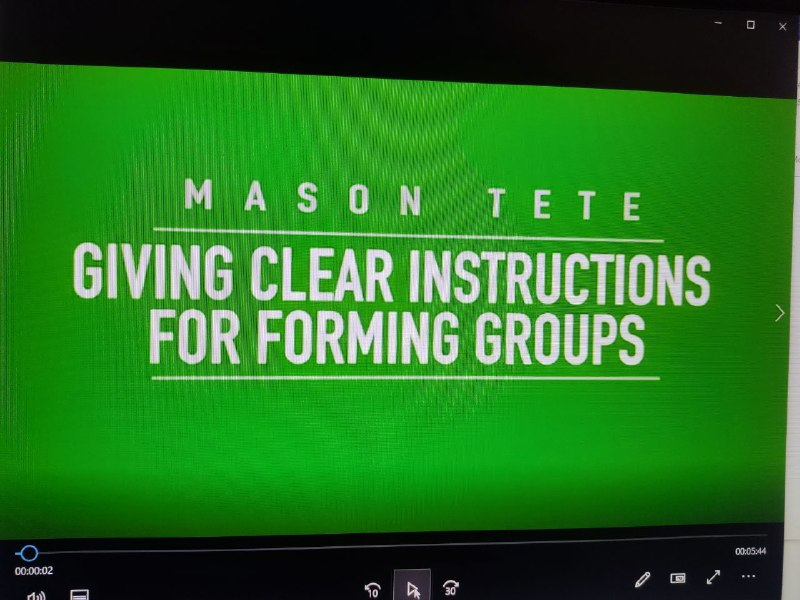 MASON TETE
GIVING CLEAR INSTRUCTIONS
FOR FORMING GROUPS
00:00:02
00:05:44
10
30